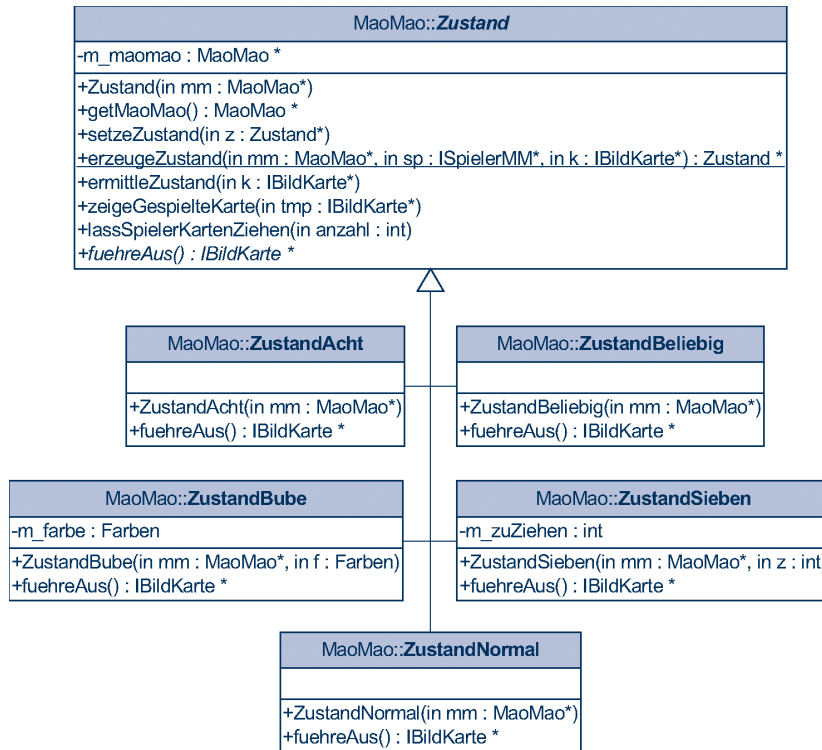 MaoMao::Zustand
-m_maomao : MaoMao *
+Zustand(in mm : MaoMao*)
+getMaoMao() : MaoMao *
+setzeZustand(in z : Zustand*)
+erzeugeZustand(in mm : MaoMao*, in sp : ISpielerMM*, in k : IBildKarte*) : Zustand *
+ermittleZustand(in k : IBildKarte*)
+zeigeGespielteKarte(in tmp : IBildKarte*)
+lassSpielerKartenZiehen(in anzahl : int)
+fuehreAus() : IBildKarte *
MaoMao::ZustandAcht
+ZustandAcht(in mm : MaoMao*)
+fuehreAus() : IBildKarte *
MaoMao::ZustandBeliebig
+ZustandBeliebig(in mm : MaoMao*)
+fuehreAus() : IBildKarte *
MaoMao::ZustandBube
-m_farbe : Farben
+ZustandBube(in mm : MaoMao*, in f : Farben)
+fuehreAus() : IBildKarte *
MaoMao::ZustandSieben
-m_zuZiehen : int
+ZustandSieben(in mm : MaoMao*, in z : int)
+fuehreAus() : IBildKarte *
MaoMao::ZustandNormal
+ZustandNormal(in mm : MaoMao*)
+fuehreAus() : IBildKarte *